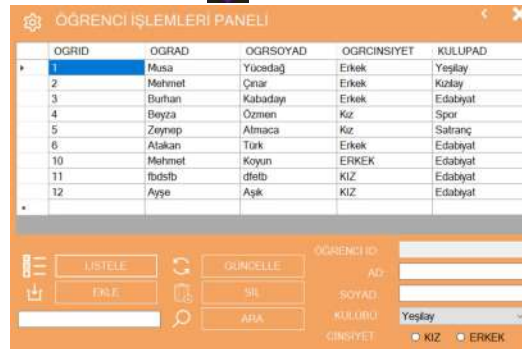 ÖĞRENCİ İŞLEMLERİ PANELİ
OGRID OGRAD OGRSOYAD OGRCINSIYET KULUPAD
1 Musa Yücedağ Erkek Yeşilay
2 Mehmet Çınar Erkek Kızılay
3 Burhan Kabadayı Erkek Edabiyat
4 Beyza Özmen Kız Spor
5 Zeynep Atmaca Kız Satranç
6 Atakan Türk Erkek Edebiyat
10 Mehmet Koyun ERKEK Edebiyat
11 fbdsfb dfefb KIZ Edebiyat
12 Ayşe Aşık KIZ Edebiyat
ÖĞRENCİ ID:
LİSTELE GÜNCELLE AD:
EKLE SİL SOYAD:
ARA KULÜBÜ: Yeşilay
CİNSİYET: KIZ ERKEK